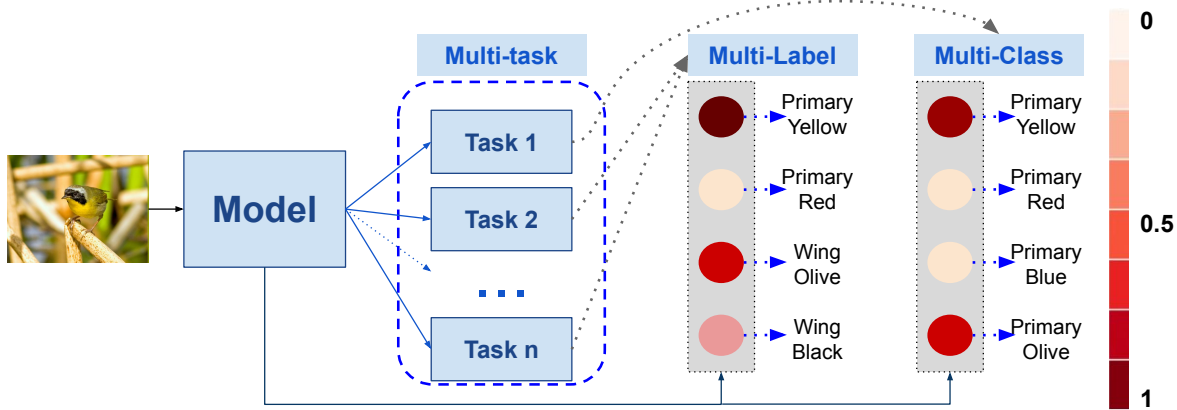 Multi-task
Multi-Label
Multi-Class
Model
Task 1
Task 2
...
Task n
Primary
Yellow
Primary
Red
Wing
Olive
Wing
Black
Primary
Yellow
Primary
Red
Primary
Blue
Primary
Olive
0
0.5
1